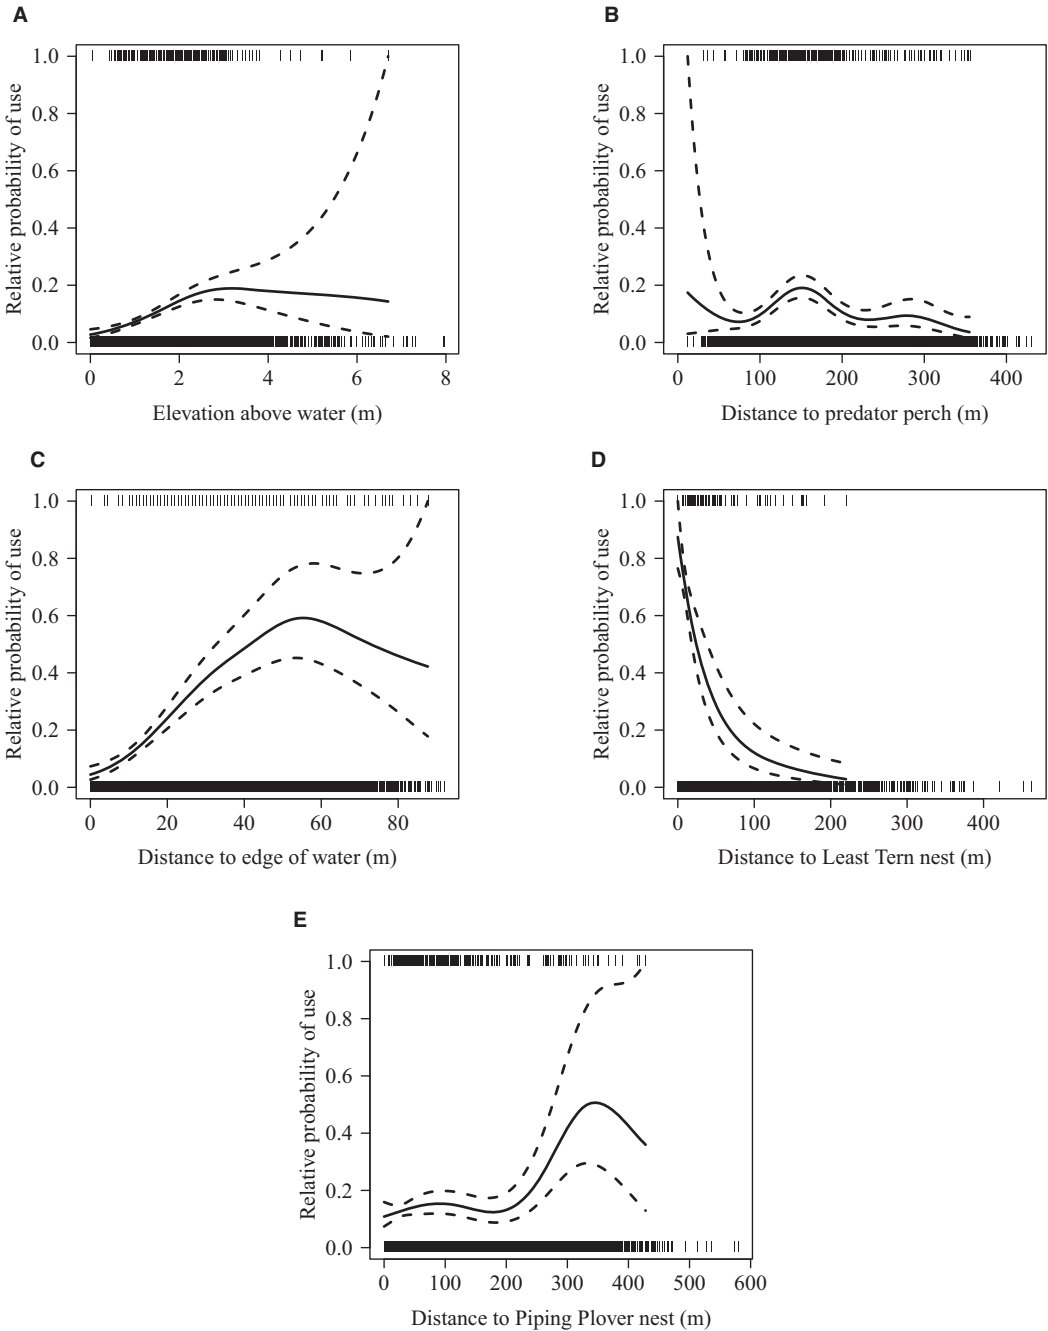 A
Relative probability of use
1.0
0.8
0.6
0.4
0.2
0.0
0 2 4 6 8
Elevation above water (m)
B
Relative probability of use
1.0
0.8
0.6
0.4
0.2
0.0
0 100 200 300 400
Distance to predator perch (m)
C
Relative probability of use
1.0
0.8
0.6
0.4
0.2
0.0
0 20 40 60 80
Distance to edge of water (m)
D
Relative probability of use
1.0
0.8
0.6
0.4
0.2
0.0
0 100 200 300 400
Distance to Least Tern nest (m)
E
Relative probability of use
1.0
0.8
0.6
0.4
0.2
0.0
0 100 200 300 400 500 600
Distance to Piping Plover nest (m)